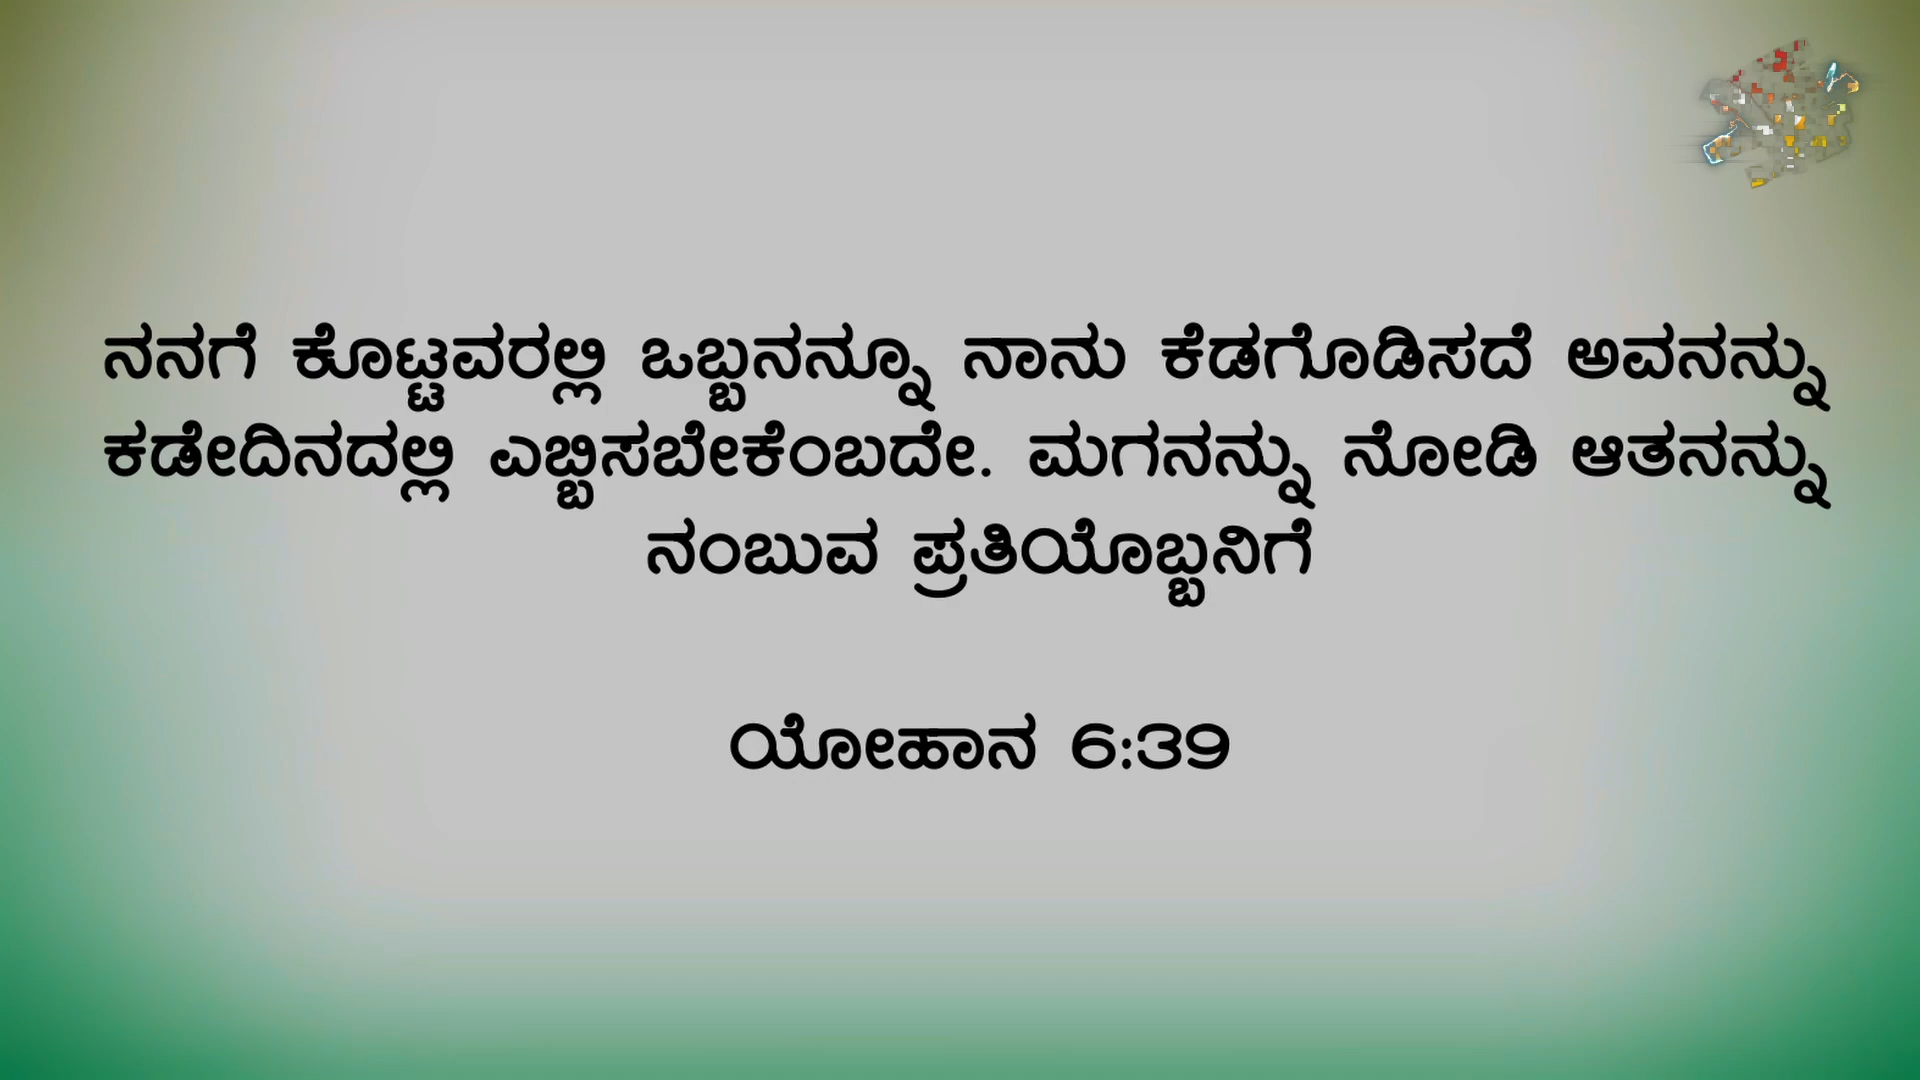 ನನಗೆ ಕೊಟ್ಟವರಲ್ಲಿ ಒಬ್ಬನನ್ನೂ ನಾನು ಕೆಡಗೊಡಿಸದೆ ಅವನನ್ನು
ಕಡೇದಿನದಲ್ಲಿ ಎಬ್ಬಿಸಬೇಕೆಂಬದೇ. ಮಗನನ್ನು ನೋಡಿ ಆತನನ್ನು
ನಂಬುವ ಪ್ರತಿಯೊಬ್ಬನಿಗೆ
ಯೋಹಾನ 6:39